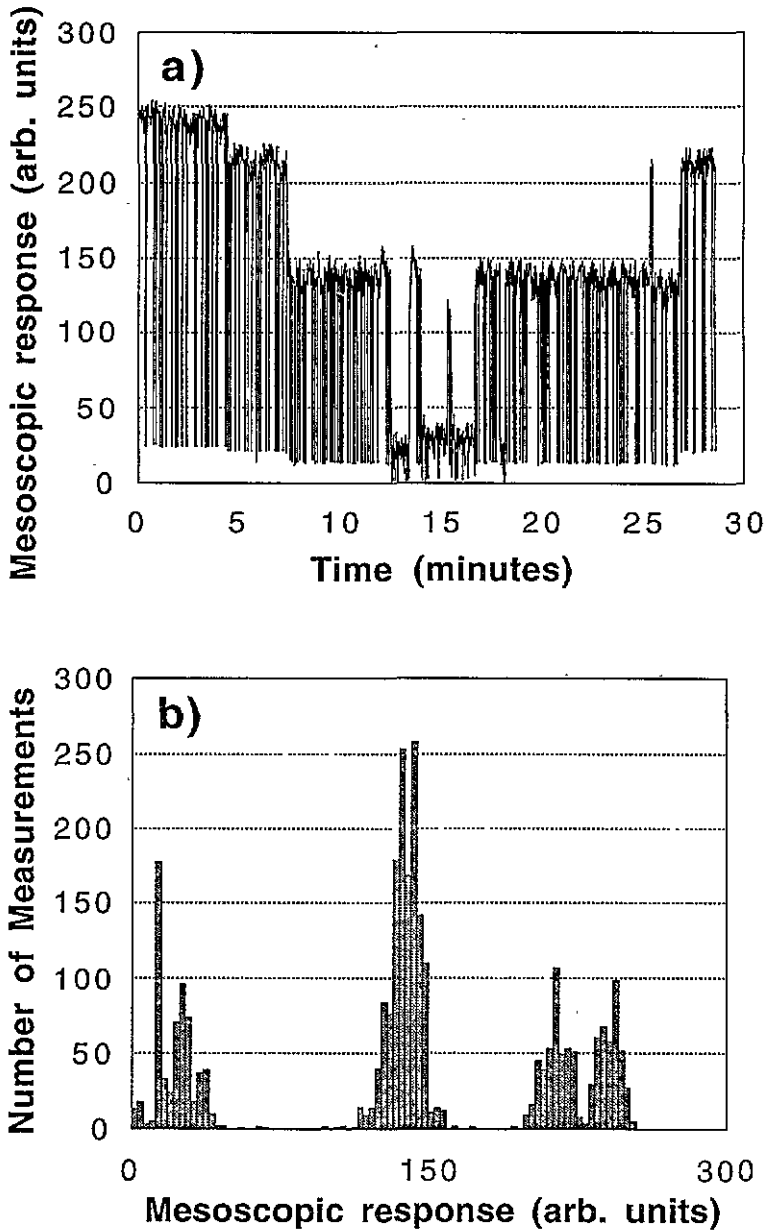 a)
Mesoscopic response (arb. units)
300
250
200
150
100
50
0
0 5 10 15 20 25 30
Time (minutes)
b)
Number of Measurements
300
250
200
150
100
50
0
0 150 300
Mesoscopic response (arb. units)